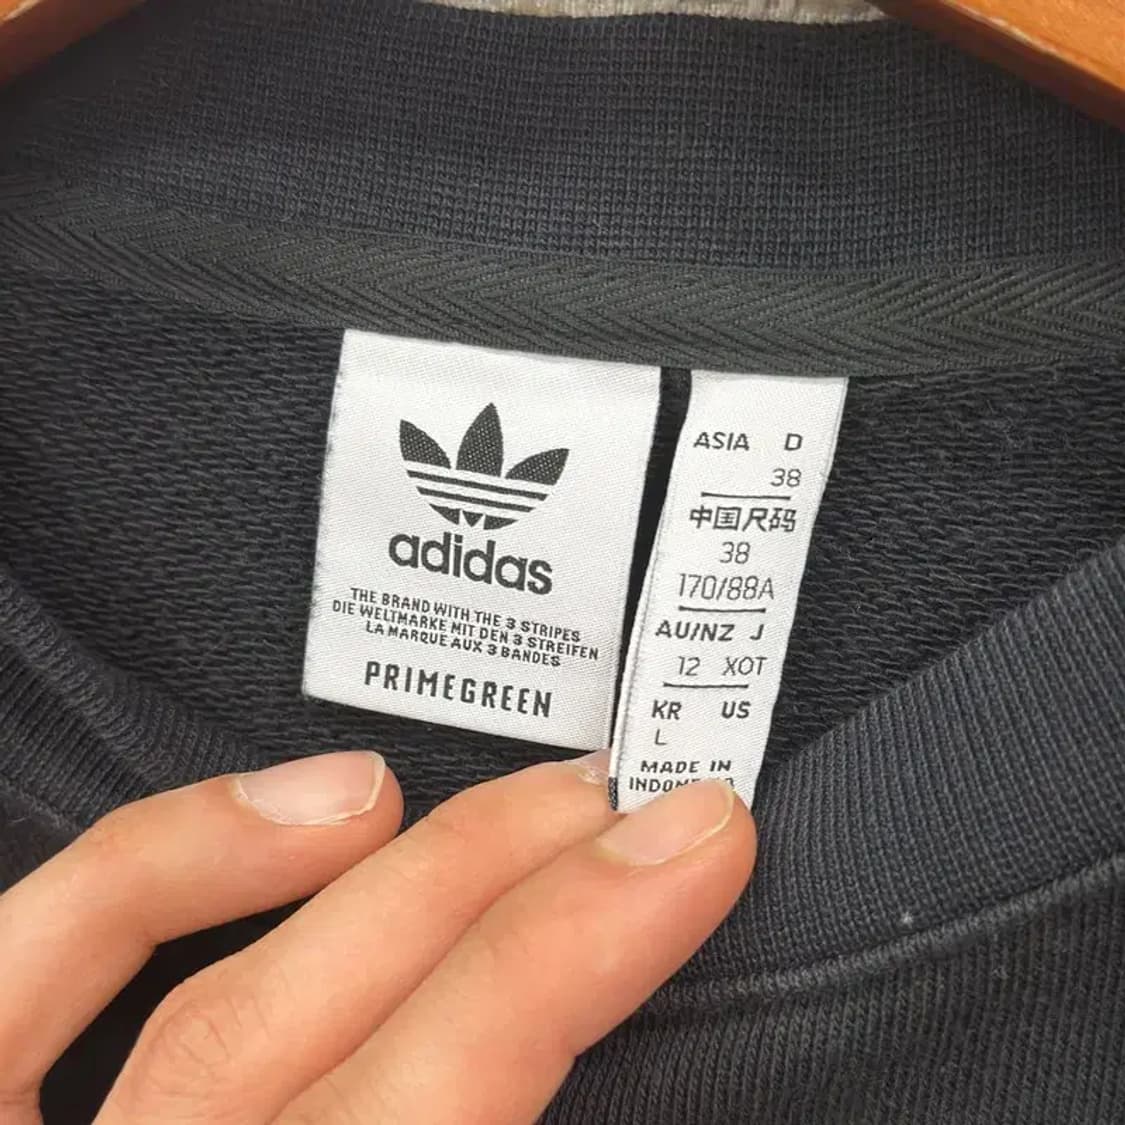 adidas
THE BRAND WITH THE 3 STRIPES
DIE WELTMARKE MIT DEN 3 STREIFEN
LA MARQUE AUX 3 BANDES
PRIMEGREEN
ASIA D
38
中国尺码
38
170/88A
AU/NZ J
12 XOT
KR US
L
MADE IN